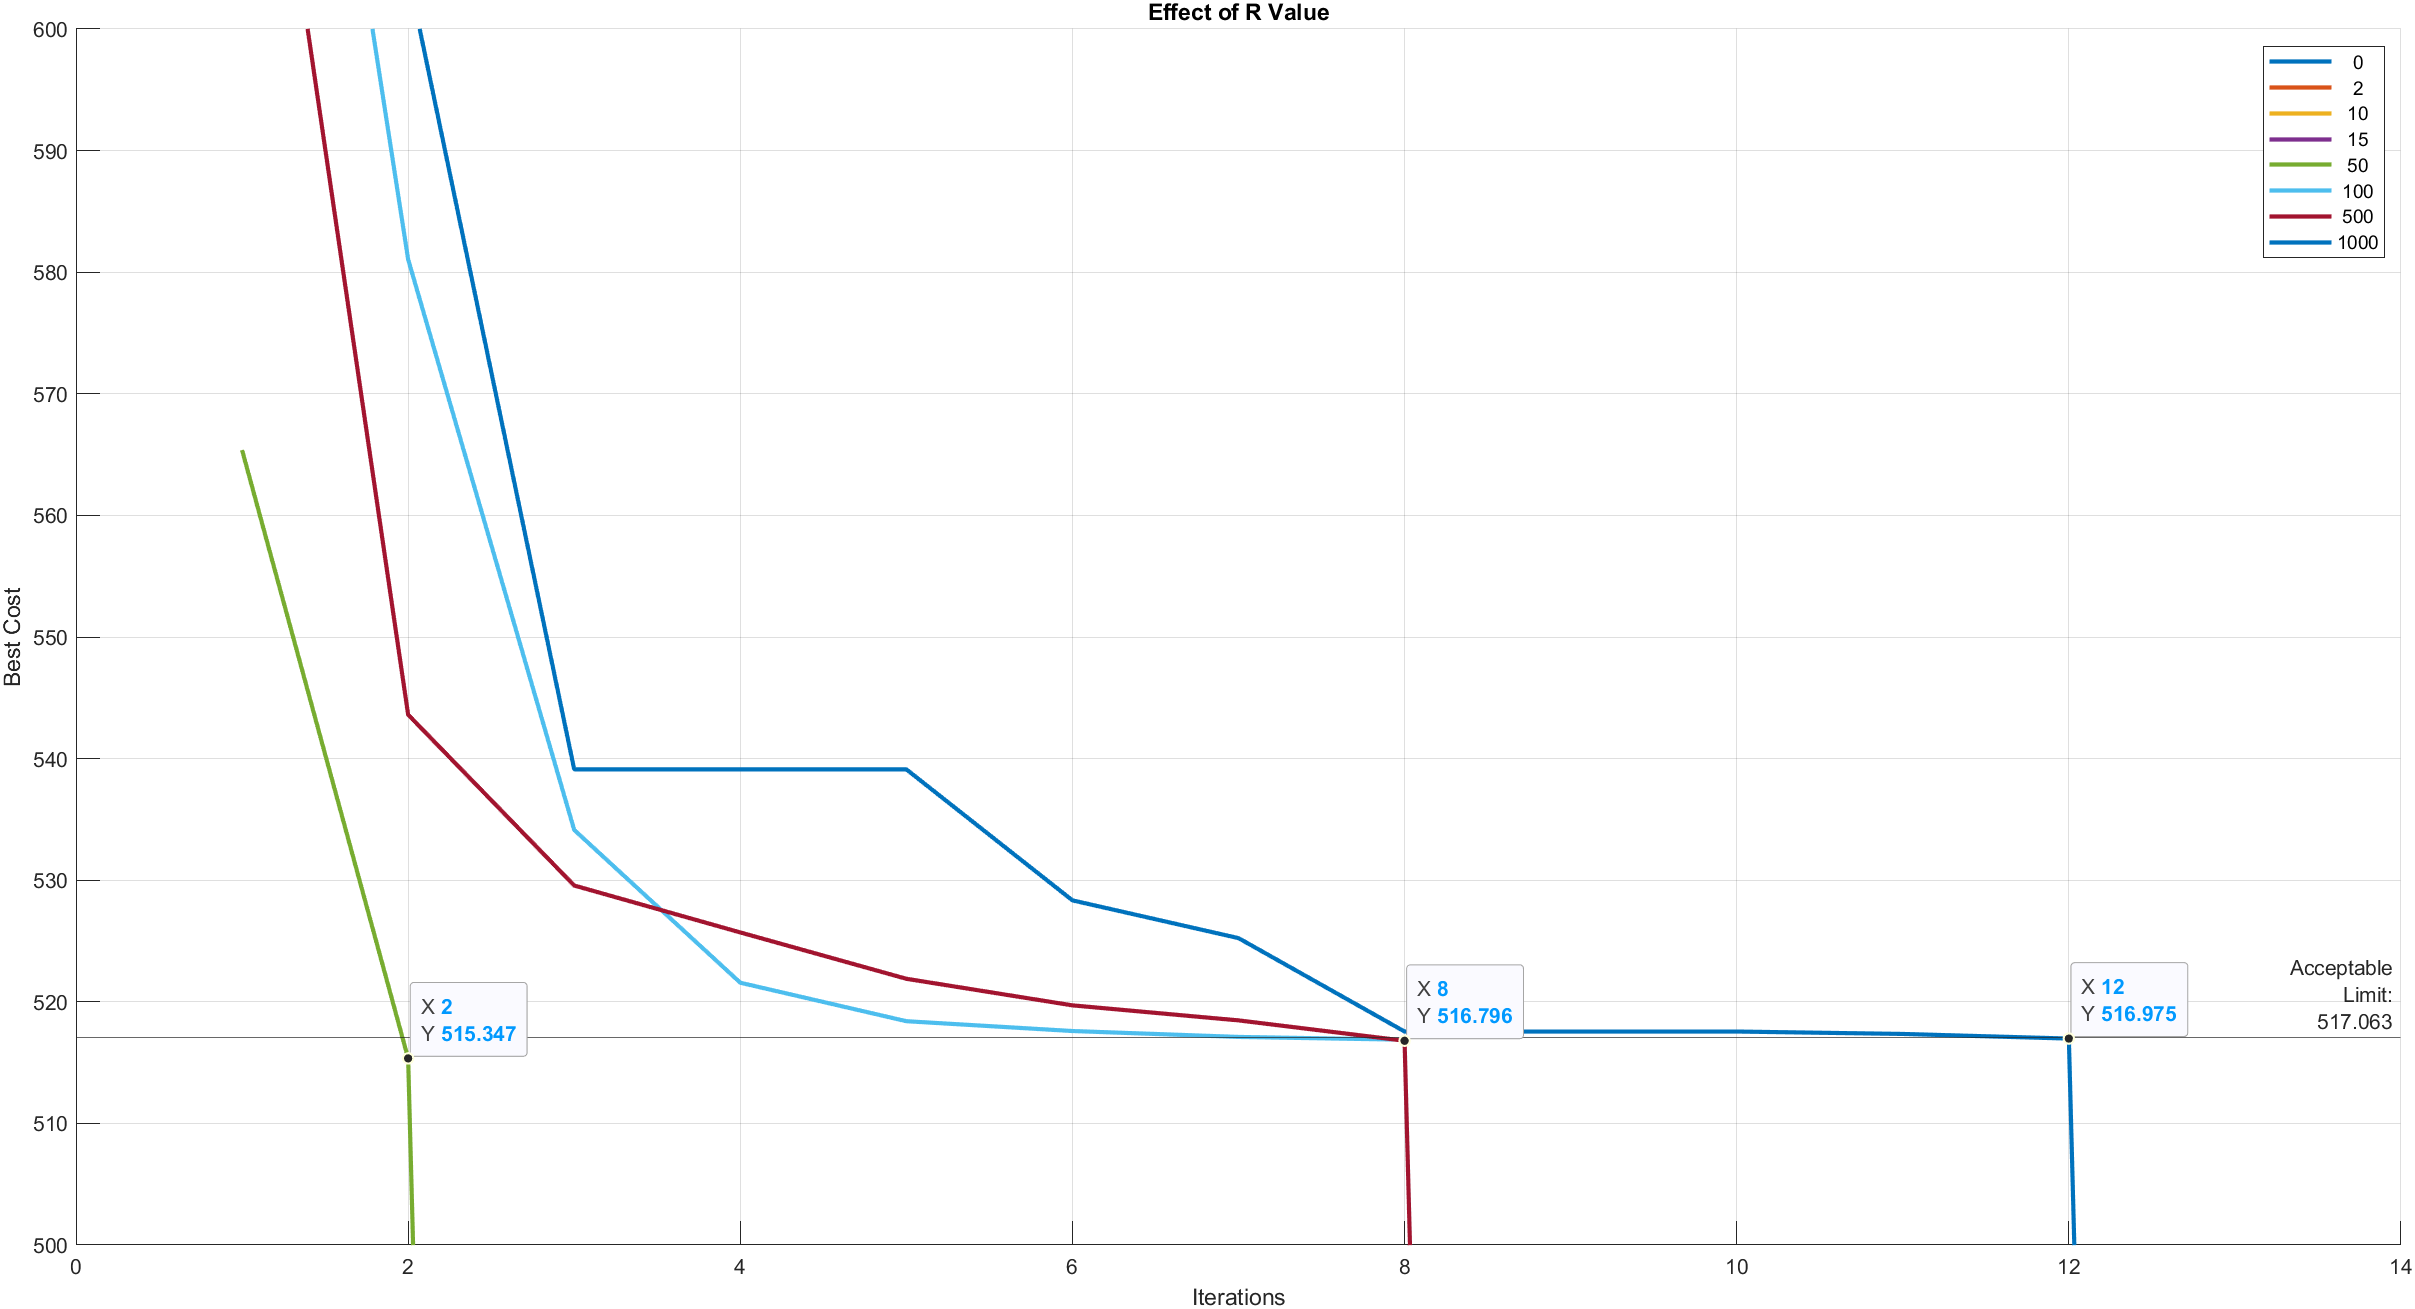 Effect of R Value
600
590
580
570
560
550
540
530
520
510
500
Best Cost
0
2
10
15
50
100
500
1000
X 2
Y 515.347
X 8
Y 516.796
X 12
Y 516.975
Acceptable
Limit:
517.063
0 2 4 6 8 10 12 14
Iterations